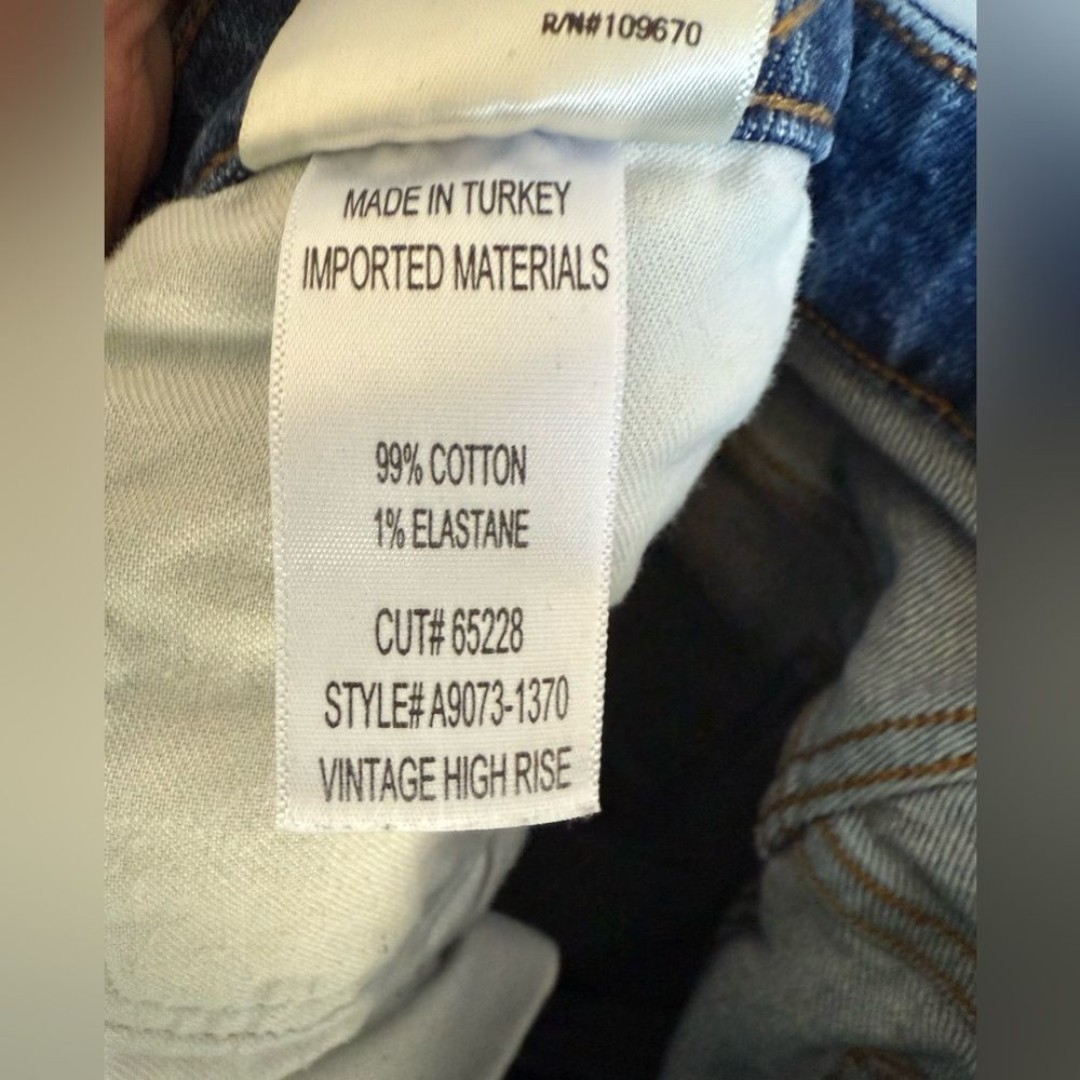 R/N#109670
MADE IN TURKEY
IMPORTED MATERIALS
99% COTTON
1% ELASTANE
CUT# 65228
STYLE# A9073-1370
VINTAGE HIGH RISE